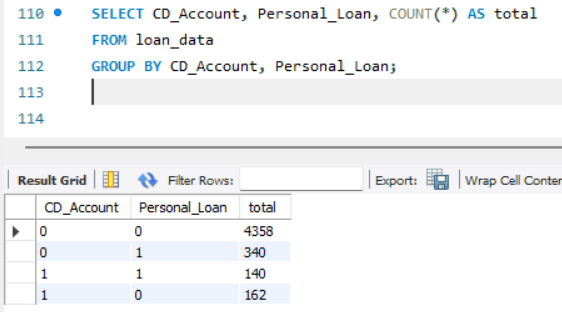 110 SELECT CD_Account, Personal_Loan, COUNT(*) AS total
111 FROM loan_data
112 GROUP BY CD_Account, Personal_Loan;
113
114
Result Grid Filter Rows: Export: Wrap Cell Conten
CD_Account Personal_Loan total
0 0 4358
0 1 340
1 1 140
1 0 162